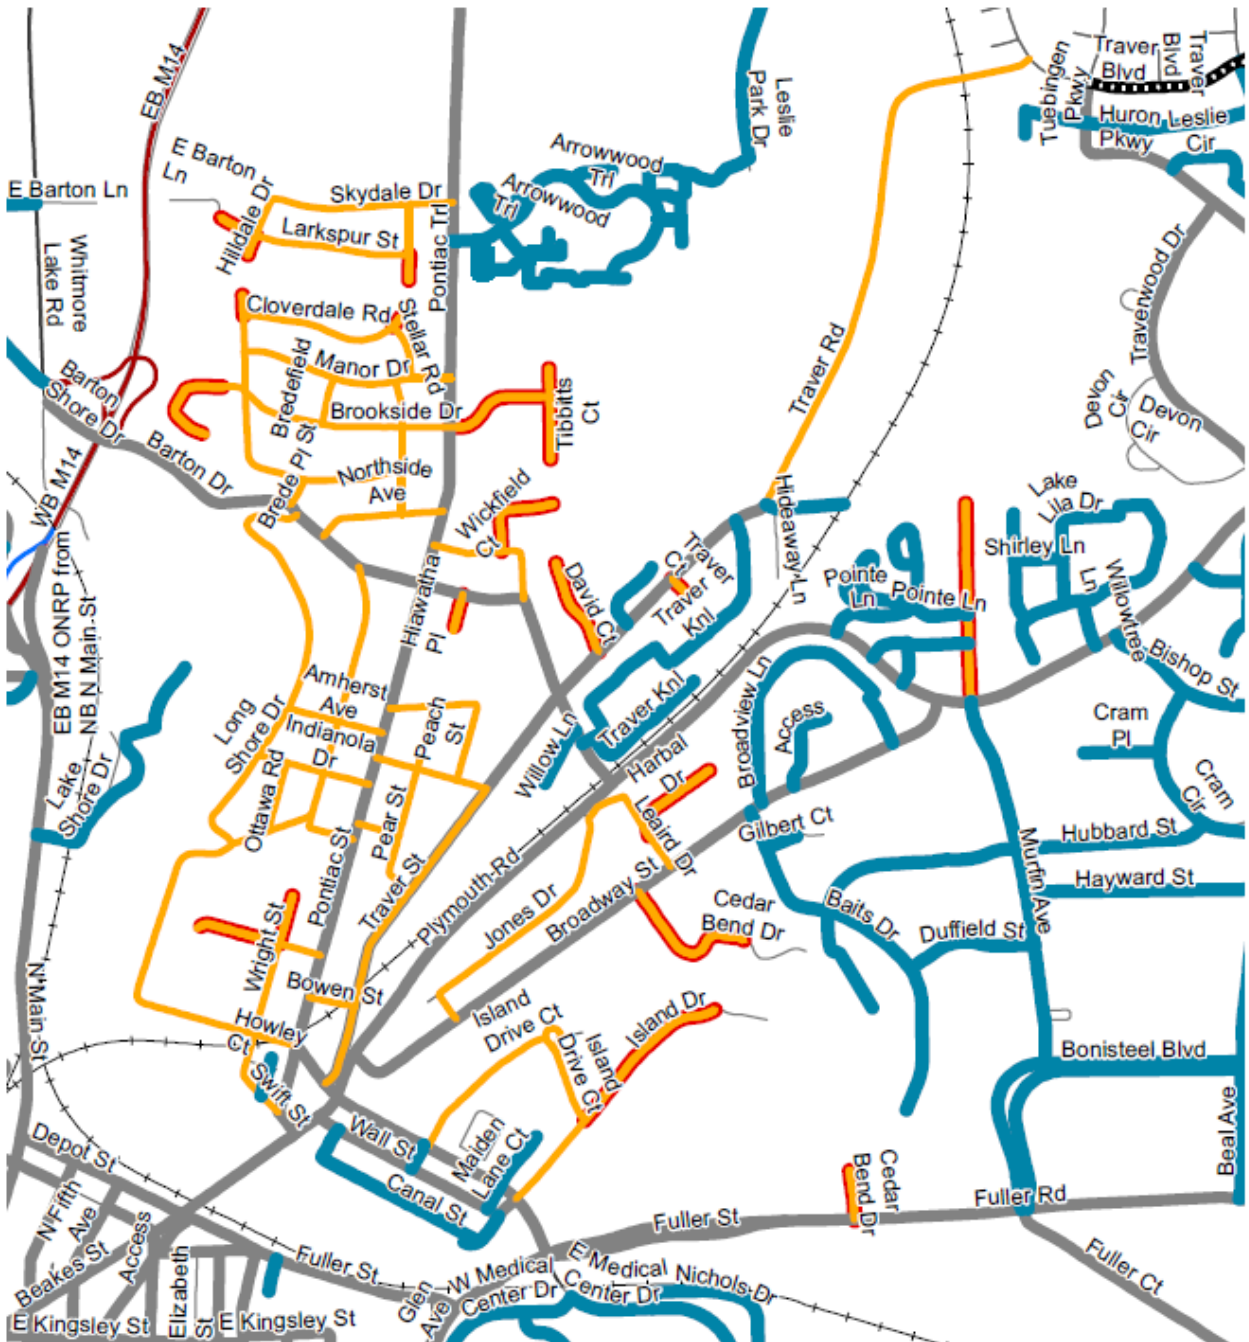 EB M14
Leslie
Park Dr
Tuebingen
Pkwy
Traver
Blvd
Blvd
Traver
Huron
Pkwy
Leslie
Cir
E Barton
Ln
E Barton Ln
Hilldale Dr
Skydale Dr
Larkspur St
Pontiac Trl
Arrowwood
Trl
Arrowwood
Trl
Whitmore
Lake Rd
Traverwood Dr
Cloverdale Rd
Stellar Rd
Manor Dr
Bredefield
St
Brookside Dr
Tibbitts
Ct
Traver Rd
Devon
Cir
Devon
Cir
Barton
Shore Dr
Barton Dr
WB M14
Brede Pl
Northside
Ave
Wickfield
Ct
Hideaway Ln
Lake
Lila Dr
Shirley Ln
Ln
Willowtree
Bishop St
EB M14 ONRP from
NB N Main St
Hiawatha
Pl
David Ct
Traver
Ct
Traver
Knl
Pointe
Ln
Pointe Ln
Traver Knl
Amherst
Ave
Indianola
Dr
Peach
St
Long
Shore Dr
Ottawa Rd
Willow Ln
Harbal
Dr
Broadview Ln
Access
Cram
Pl
Cram
Cir
Lake
Shore Dr
Pear St
Pontiac St
Traver St
Plymouth Rd
Leaird Dr
Gilbert Ct
Hubbard St
Murfin Ave
Hayward St
Jones Dr
Broadway St
Cedar
Bend Dr
Baits Dr
Duffield St
Wright St
Bowen St
Howley
Ct
Swift St
N Main St
Island
Drive Ct
Island
Drive Ct
Island Dr
Bonisteel Blvd
Beal Ave
Wall St
Maiden
Lane Ct
Canal St
Depot St
N Fifth
Ave
Access
Beakes St
Elizabeth
St
E Kingsley St
E Kingsley St
Fuller St
Glen
Ave
W Medical
Center Dr
E Medical
Center Dr
Nichols Dr
Fuller St
Cedar
Bend Dr
Fuller Rd
Fuller Ct